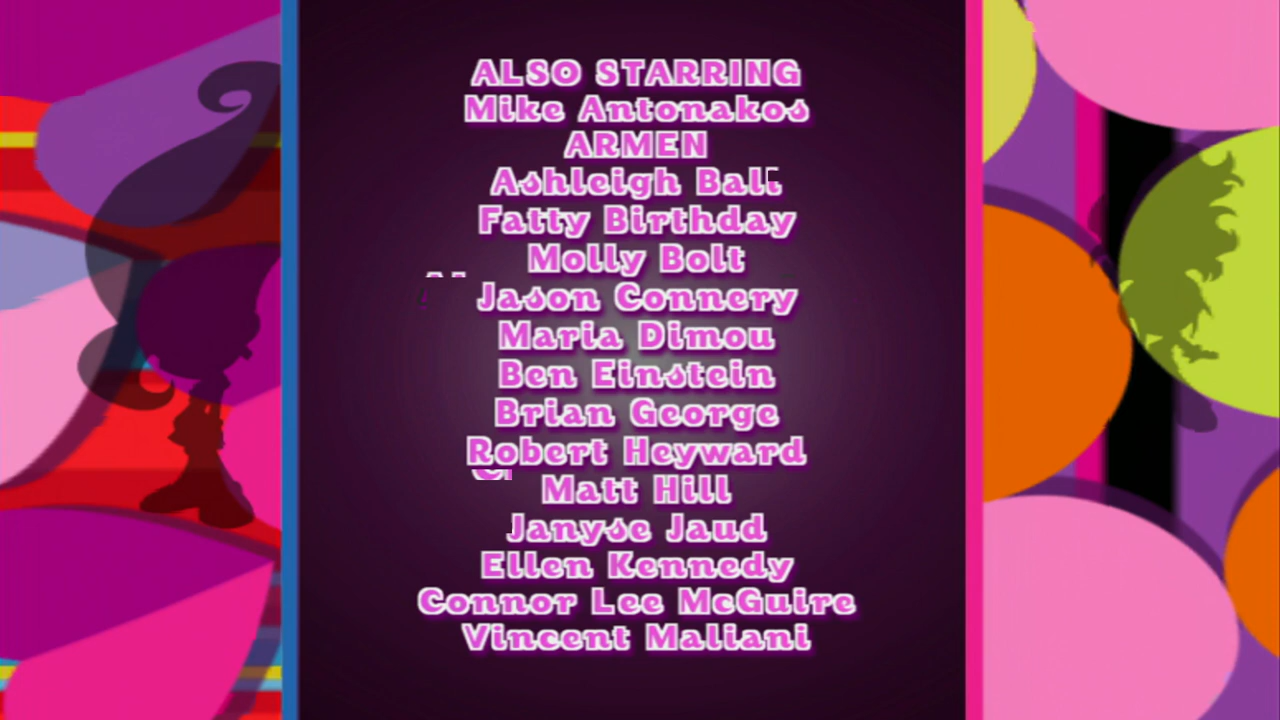 ALSO STARRING
Mike Antonakos
ARMEN
Ashleigh Ball
Fatty Birthday
Molly Bolt
Jason Connery
Maria Dimou
Ben Einstein
Brian George
Robert Heyward
Matt Hill
Janyse Jaud
Ellen Kennedy
Connor Lee McGuire
Vincent Maliani